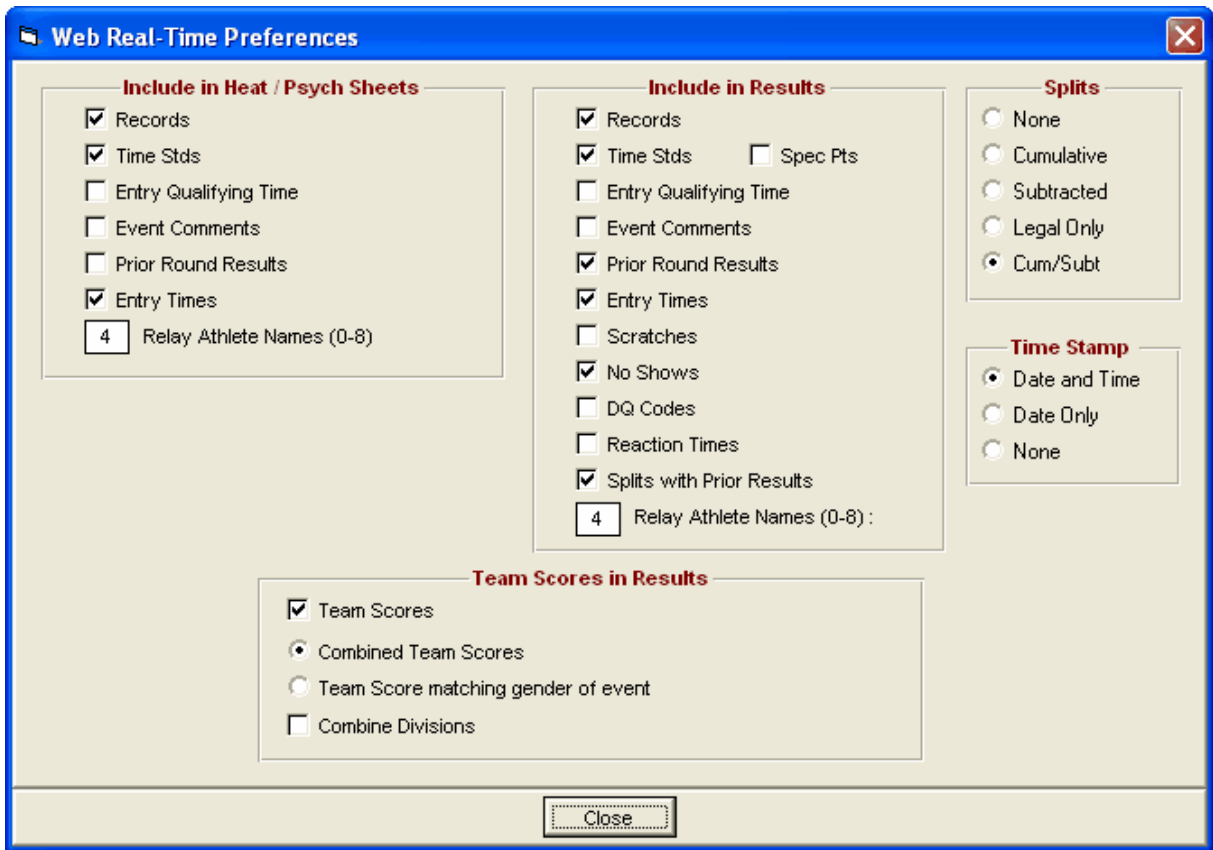 Web Real-Time Preferences
Include in Heat / Psych Sheets
Records
Time Stds
Entry Qualifying Time
Event Comments
Prior Round Results
Entry Times
4 Relay Athlete Names (0-8)
Include in Results
Records
Time Stds Spec Pts
Entry Qualifying Time
Event Comments
Prior Round Results
Entry Times
Scratches
No Shows
DQ Codes
Reaction Times
Splits with Prior Results
4 Relay Athlete Names (0-8) :
Splits
None
Cumulative
Subtracted
Legal Only
Cum/Subt
Time Stamp
Date and Time
Date Only
None
Team Scores in Results
Team Scores
Combined Team Scores
Team Score matching gender of event
Combine Divisions
Close